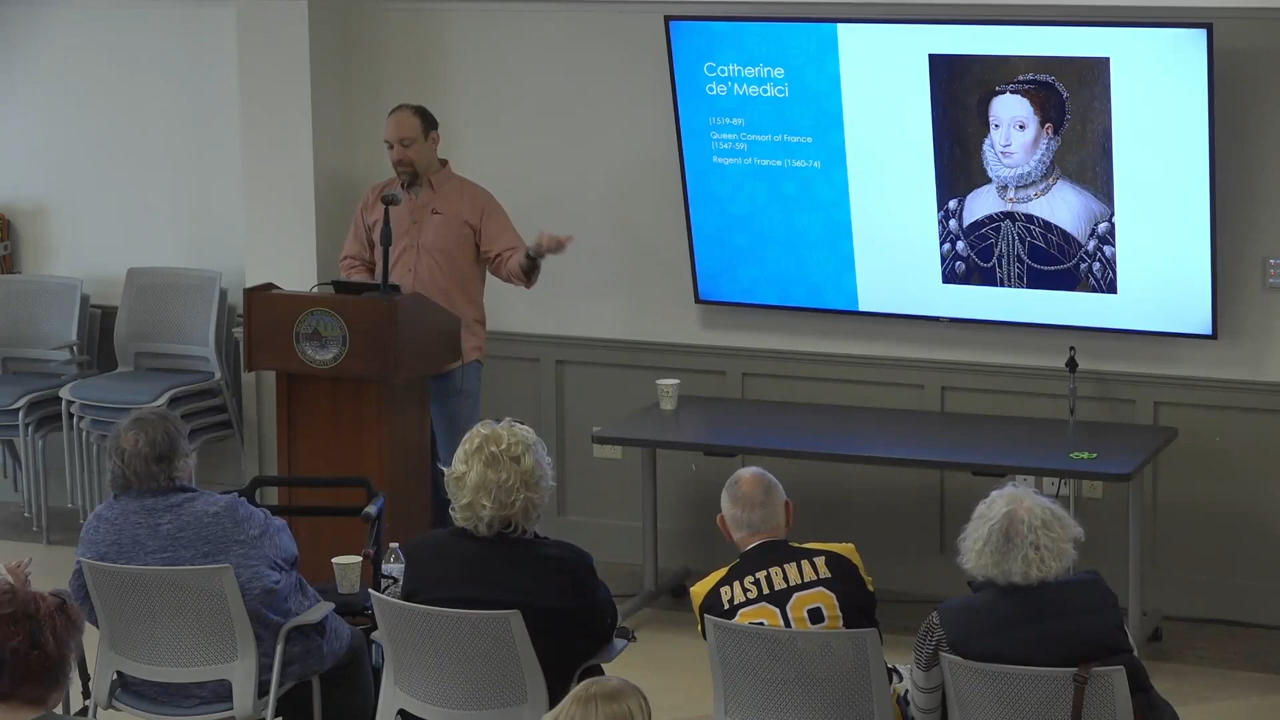 Catherine
de' Medici
(1519-89)
Queen Consort of France
(1547-59)
Regent of France (1560-74)
PASTRNAK